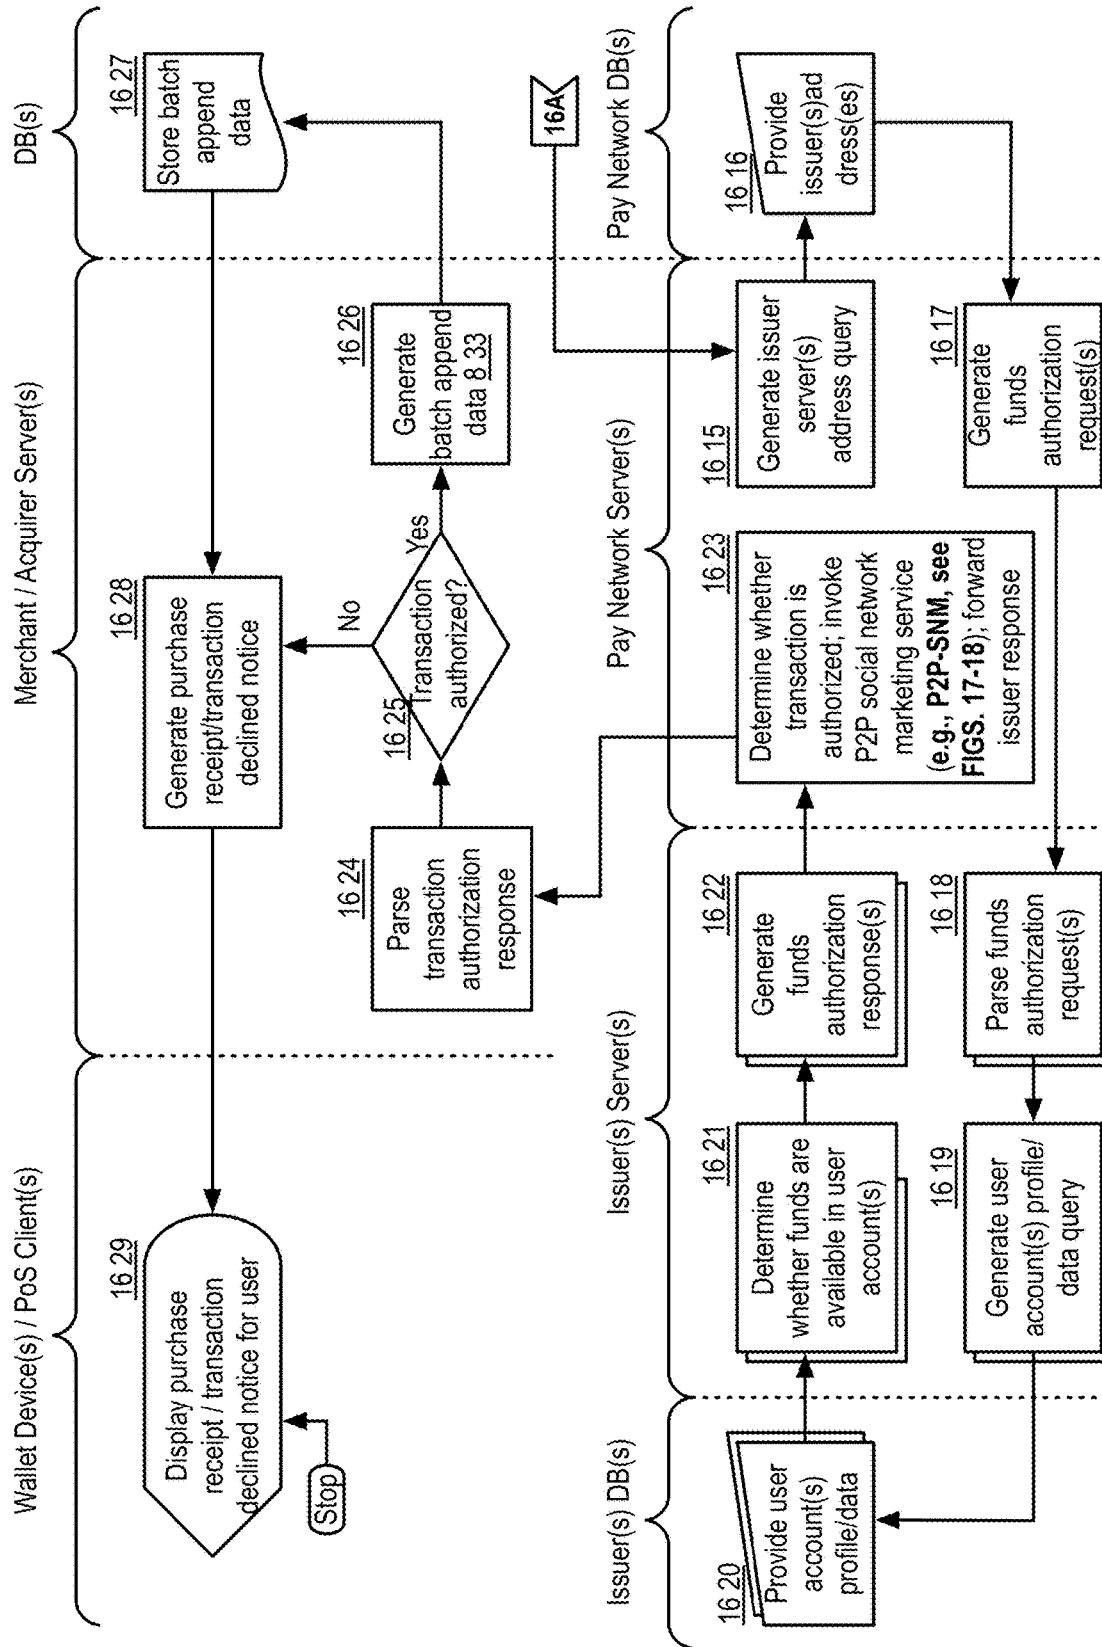 Wallet Device(s) / PoS Client(s)
Merchant / Acquirer Server(s)
DB(s)
16 29
Display purchase
receipt / transaction
declined notice for user
Stop
16 28
Generate purchase
receipt/transaction
declined notice
16 27
Store batch
append
data
16 24
Parse
transaction
authorization
response
16 25
Transaction
authorized?
No
Yes
16 26
Generate
batch append
data 8 33
16A
Issuer(s) DB(s)
Issuer(s) Server(s)
Pay Network Server(s)
Pay Network DB(s)
16 20
Provide user
account(s)
profile/data
16 21
Determine
whether funds are
available in user
account(s)
16 22
Generate
funds
authorization
response(s)
16 23
Determine whether
transaction is
authorized; invoke
P2P social network
marketing service
(e.g., P2P-SNM, see
FIGS. 17-18); forward
issuer response
16 15
Generate issuer
server(s)
address query
16 16
Provide
issuer(s)ad
dress(es)
16 19
Generate user
account(s) profile/
data query
16 18
Parse funds
authorization
request(s)
16 17
Generate
funds
authorization
request(s)